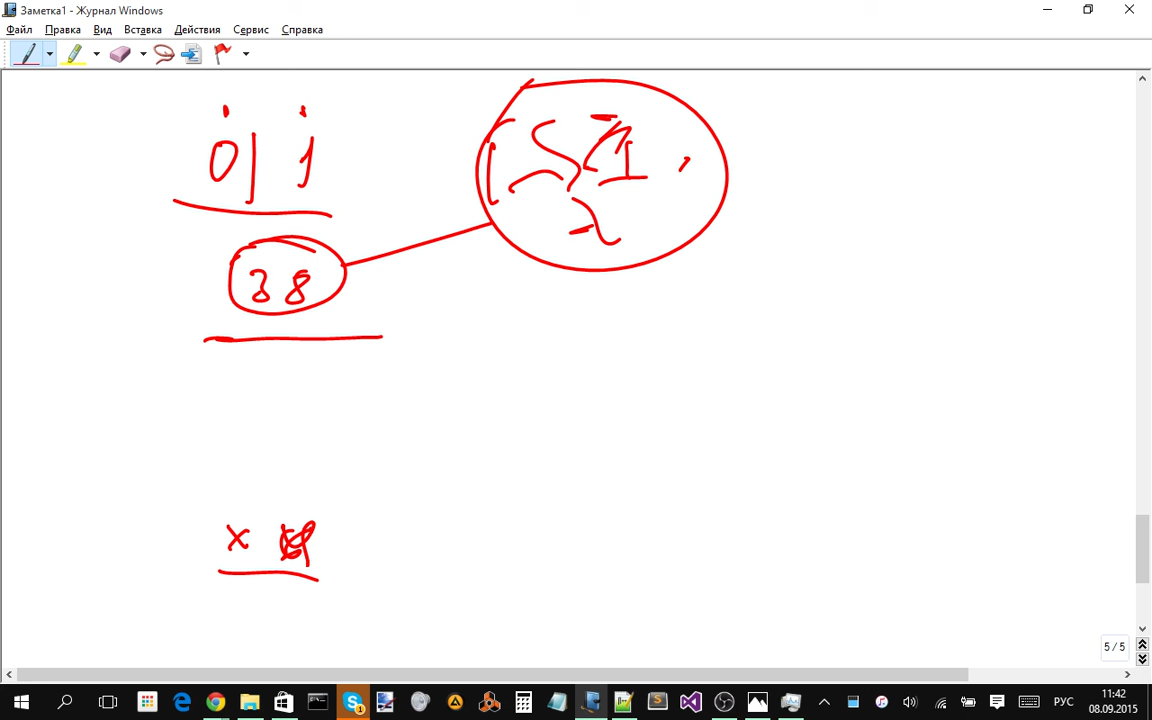 Заметка1 - Журнал Windows
Файл Правка Вид Вставка Действия Сервис Справка
0| 1
38
x
5 / 5
РУС
11:42
08.09.2015